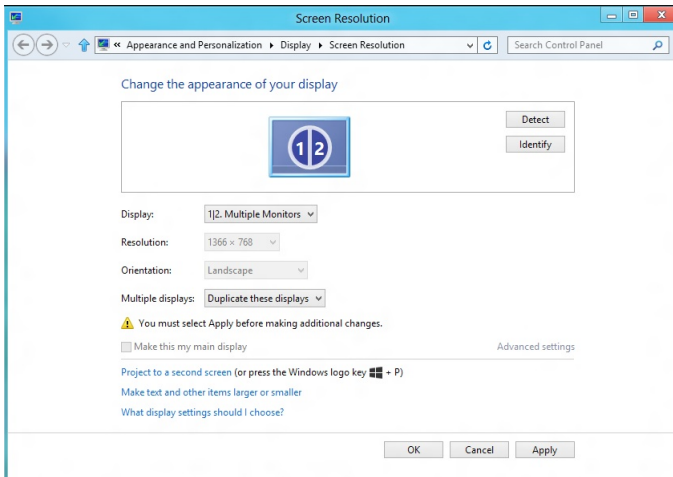 Screen Resolution
« Appearance and Personalization ▸ Display ▸ Screen Resolution
Search Control Panel
Change the appearance of your display
1 2
Detect
Identify
Display: 1|2. Multiple Monitors
Resolution: 1366 × 768
Orientation: Landscape
Multiple displays: Duplicate these displays
You must select Apply before making additional changes.
Make this my main display Advanced settings
Project to a second screen (or press the Windows logo key + P)
Make text and other items larger or smaller
What display settings should I choose?
OK Cancel Apply